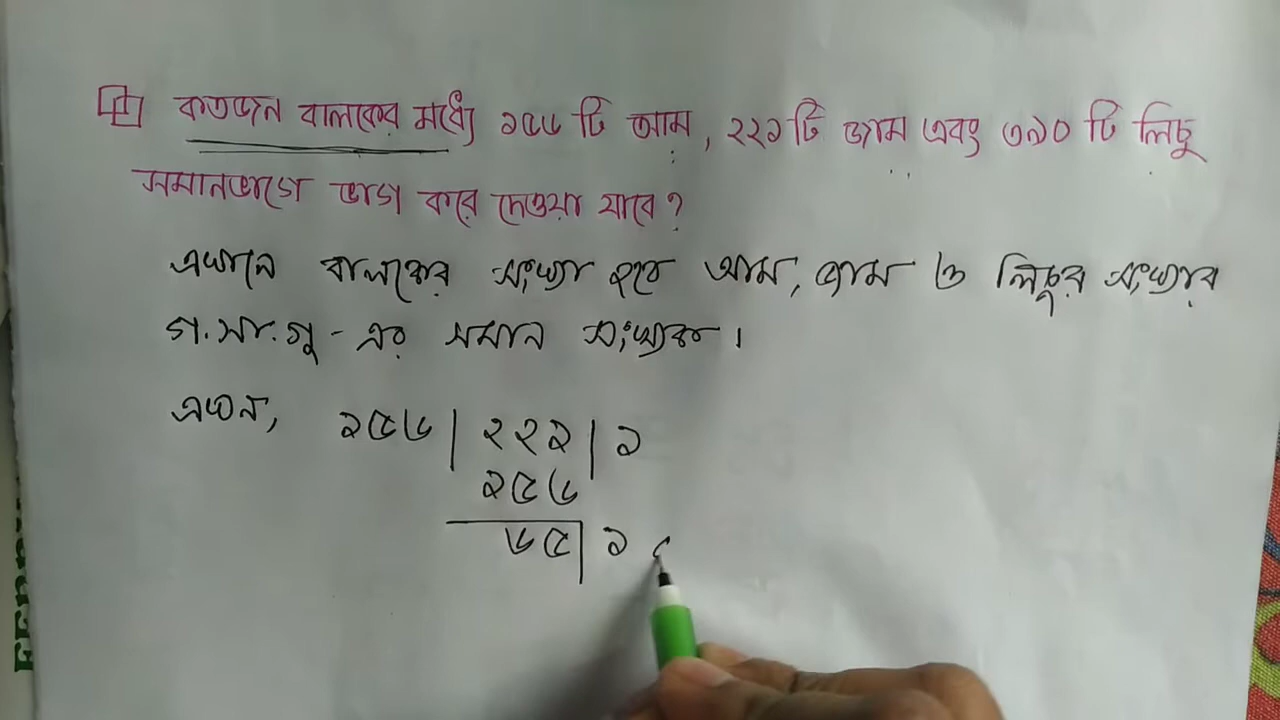 কতজন বালকের মধ্যে ১৫৬ টি আম, ২২১ টি জাম এবং ৩৯০ টি লিচু
সমানভাগে ভাগ করে দেওয়া যাবে?
এখানে বালকের সংখ্যা হবে আম, জাম ও লিচুর সংখ্যার
গ.সা.গু - এর সমান সংখ্যক।
এখন, ১৫৬ | ২২১ | ১
১৫৬
৬৫ | ১